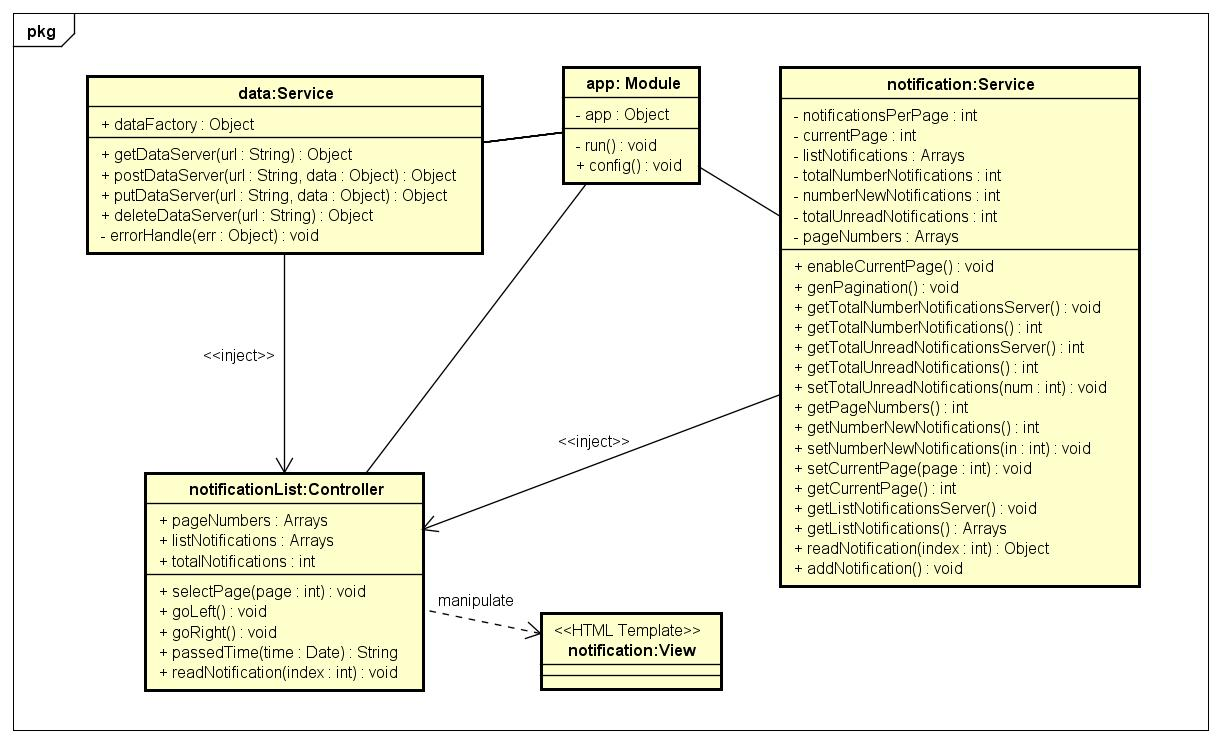 pkg
data:Service
+ dataFactory : Object
+ getDataServer(url : String) : Object
+ postDataServer(url : String, data : Object) : Object
+ putDataServer(url : String, data : Object) : Object
+ deleteDataServer(url : String) : Object
- errorHandle(err : Object) : void
app: Module
- app : Object
- run() : void
+ config() : void
notification:Service
- notificationsPerPage : int
- currentPage : int
- listNotifications : Arrays
- totalNumberNotifications : int
- numberNewNotifications : int
- totalUnreadNotifications : int
- pageNumbers : Arrays
+ enableCurrentPage() : void
+ genPagination() : void
+ getTotalNumberNotificationsServer() : void
+ getTotalNumberNotifications() : int
+ getTotalUnreadNotificationsServer() : int
+ getTotalUnreadNotifications() : int
+ setTotalUnreadNotifications(num : int) : void
+ getPageNumbers() : int
+ getNumberNewNotifications() : int
+ setNumberNewNotifications(in : int) : void
+ setCurrentPage(page : int) : void
+ getCurrentPage() : int
+ getListNotificationsServer() : void
+ getListNotifications() : Arrays
+ readNotification(index : int) : Object
+ addNotification() : void
<<inject>>
<<inject>>
notificationList:Controller
+ pageNumbers : Arrays
+ listNotifications : Arrays
+ totalNotifications : int
+ selectPage(page : int) : void
+ goLeft() : void
+ goRight() : void
+ passedTime(time : Date) : String
+ readNotification(index : int) : void
manipulate
<<HTML Template>>
notification:View